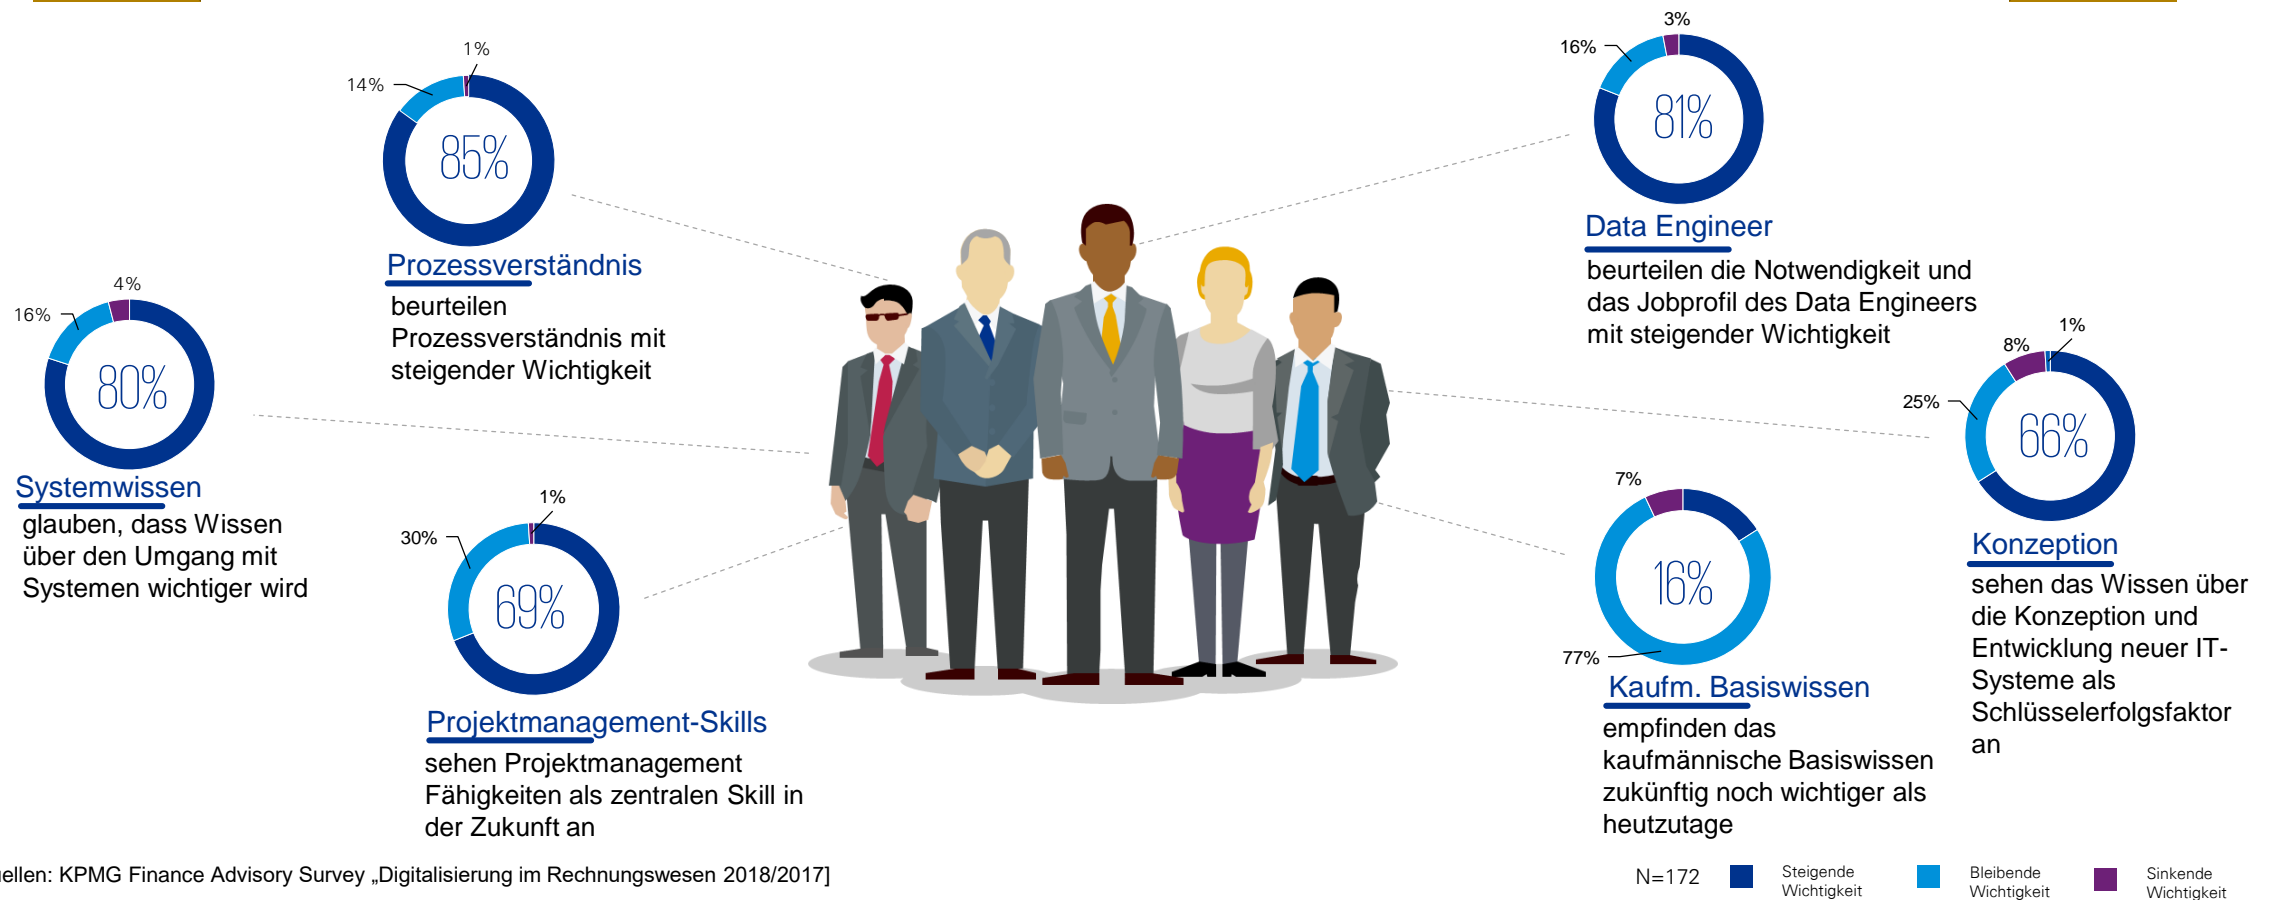 1%
14%
85%
Prozessverständnis
beurteilen
Prozessverständnis mit
steigender Wichtigkeit
4%
16%
80%
Systemwissen
glauben, dass Wissen
über den Umgang mit
Systemen wichtiger wird
1%
30%
69%
Projektmanagement-Skills
sehen Projektmanagement
Fähigkeiten als zentralen Skill in
der Zukunft an
3%
16%
81%
Data Engineer
beurteilen die Notwendigkeit und
das Jobprofil des Data Engineers
mit steigender Wichtigkeit
1%
8%
25%
66%
Konzeption
sehen das Wissen über
die Konzeption und
Entwicklung neuer IT-
Systeme als
Schlüsselerfolgsfaktor
an
7%
16%
77%
Kaufm. Basiswissen
empfinden das
kaufmännische Basiswissen
zukünftig noch wichtiger als
heutzutage
uellen: KPMG Finance Advisory Survey „Digitalisierung im Rechnungswesen 2018/2017]
N=172
Steigende
Wichtigkeit
Bleibende
Wichtigkeit
Sinkende
Wichtigkeit